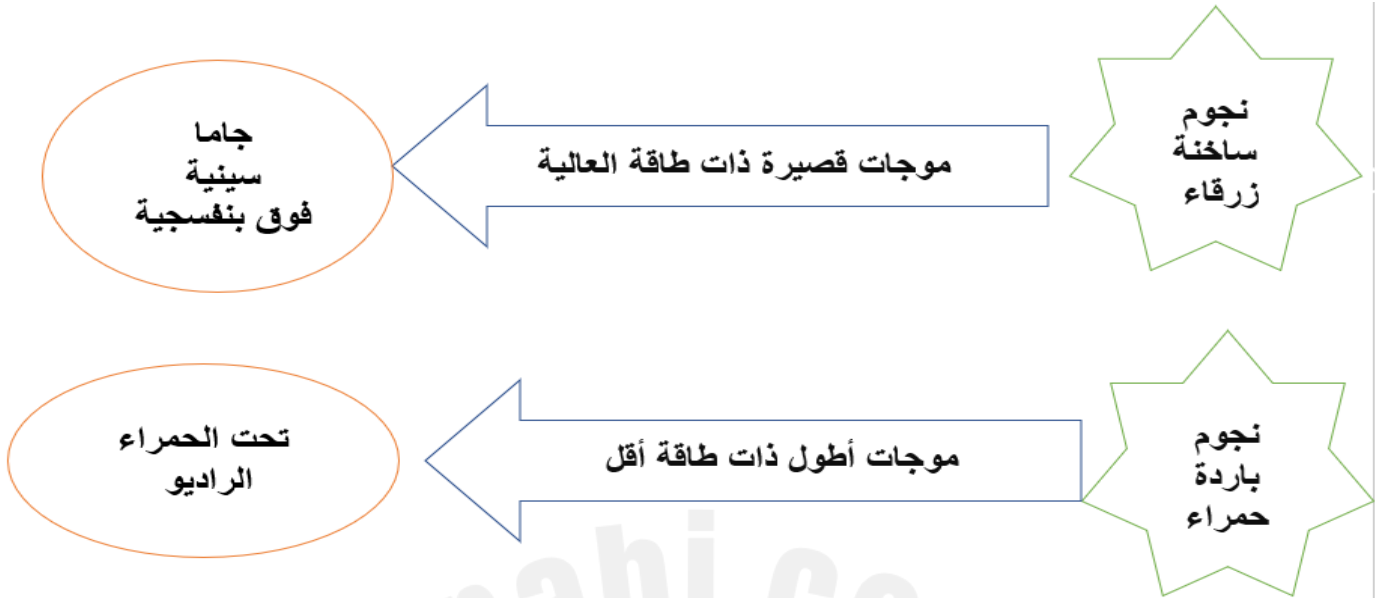 نجوم
ساخنة
زرقاء
موجات قصيرة ذات طاقة العالية
جاما
سينية
فوق بنفسجية
نجوم
باردة
حمراء
موجات أطول ذات طاقة أقل
تحت الحمراء
الراديو